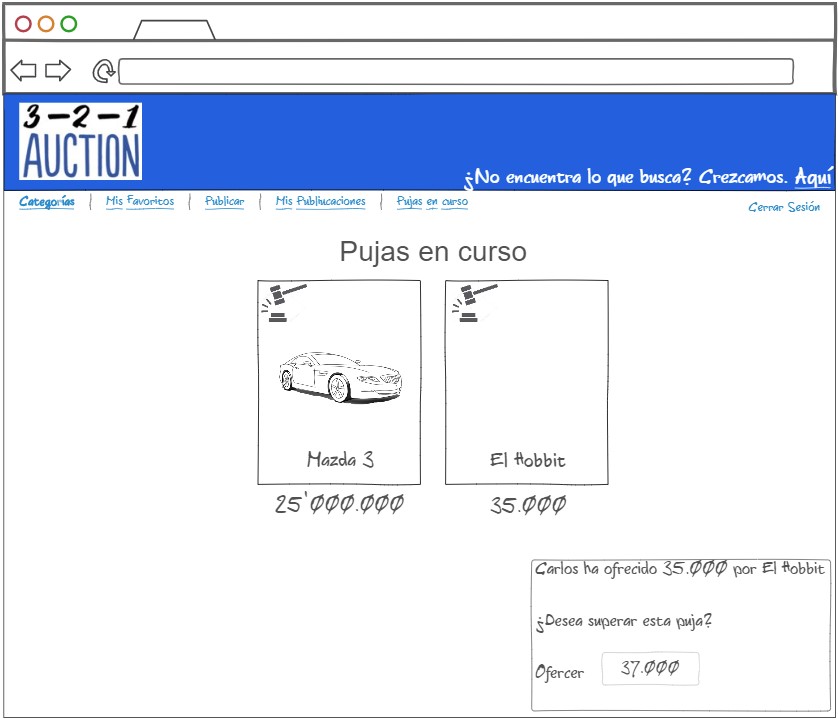 3-2-1
AUCTION
¿No encuentra lo que busca? Crezcamos. Aquí
Categorías | Mis Favoritos | Publicar | Mis Publiucaciones | Pujas en curso
Cerrar Sesión
Pujas en curso
Mazda 3
El Hobbit
25'000.000
35.000
Carlos ha ofrecido 35.000 por El Hobbit
¿Desea superar esta puja?
Ofercer 37.000